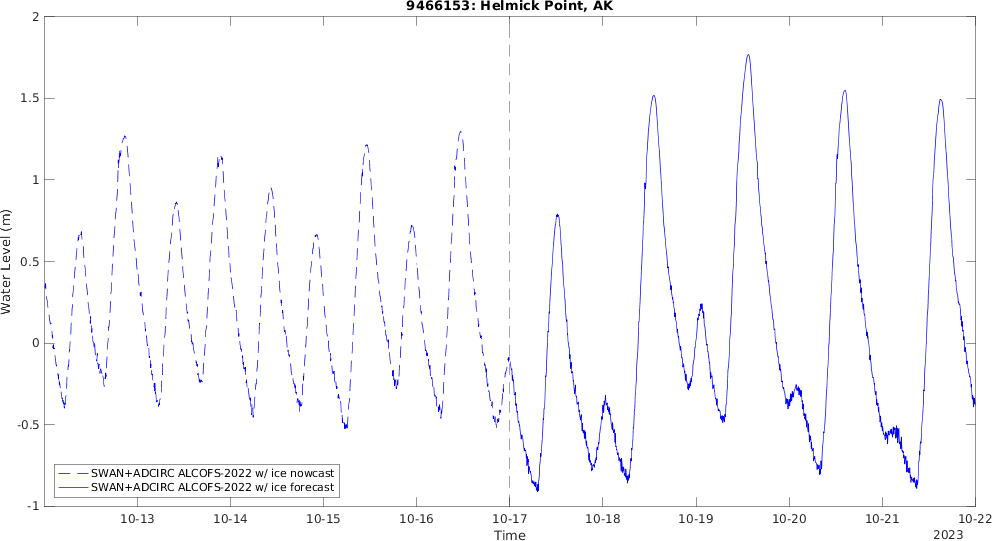 9466153: Helmick Point, AK
2
1.5
1
0.5
0
-0.5
-1
Water Level (m)
SWAN+ADCIRC ALCOFS-2022 w/ ice nowcast
SWAN+ADCIRC ALCOFS-2022 w/ ice forecast
10-13 10-14 10-15 10-16 10-17 10-18 10-19 10-20 10-21 10-22
Time
2023